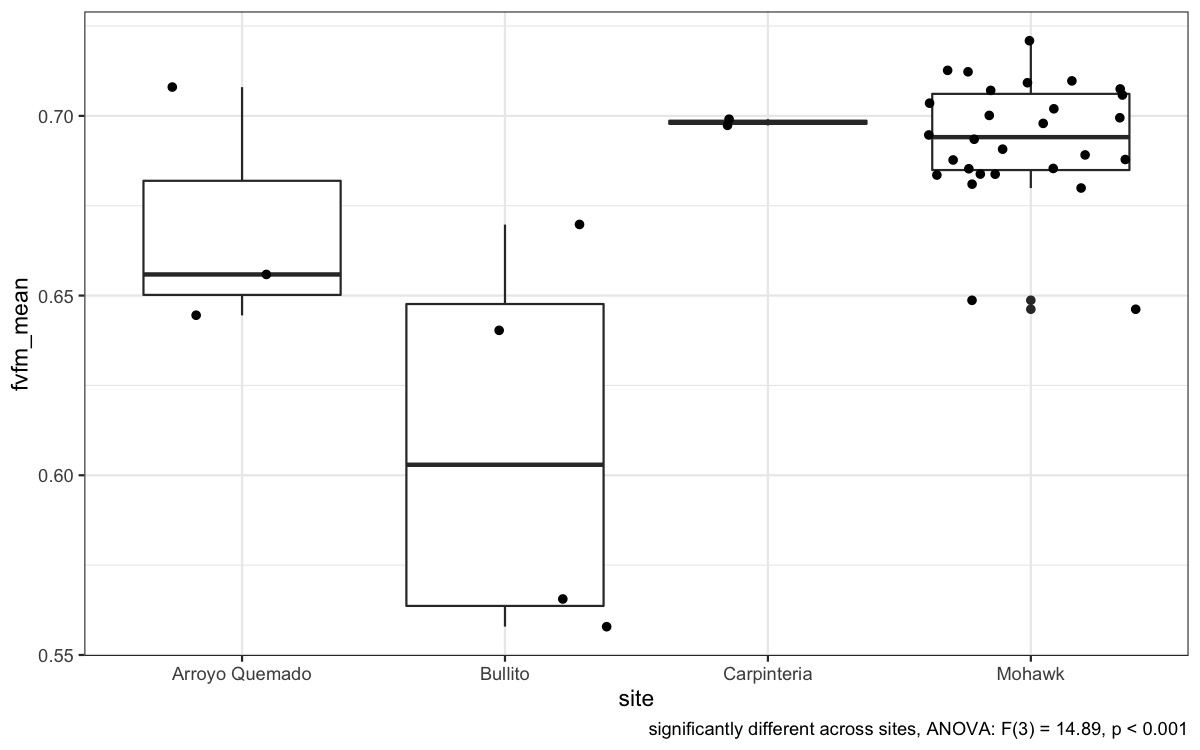 fvfm_mean
0.70
0.65
0.60
0.55
Arroyo Quemado
Bullito
Carpinteria
Mohawk
site
significantly different across sites, ANOVA: F(3) = 14.89, p < 0.001